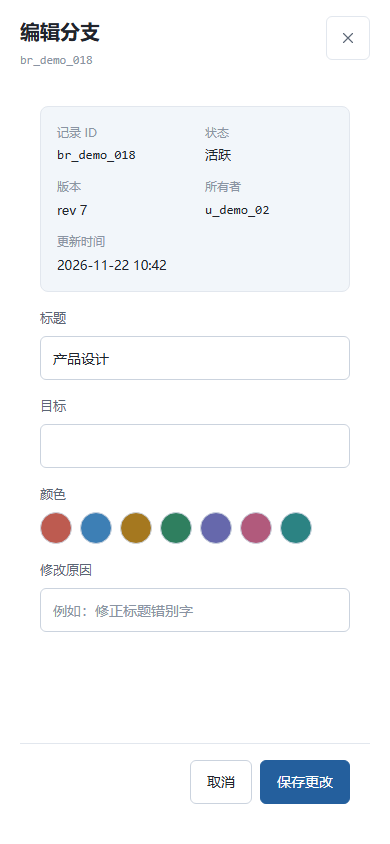 编辑分支
br_demo_018
记录 ID
状态
br_demo_018
活跃
版本
所有者
rev 7
u_demo_02
更新时间
2026-11-22 10:42
标题
产品设计
目标
颜色
修改原因
例如：修正标题错别字
取消
保存更改